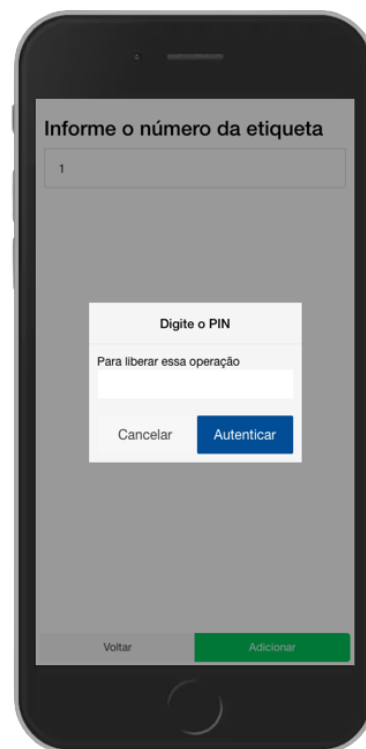 Informe o número da etiqueta
1
Digite o PIN
Para liberar essa operação
Cancelar Autenticar
Voltar Adicionar